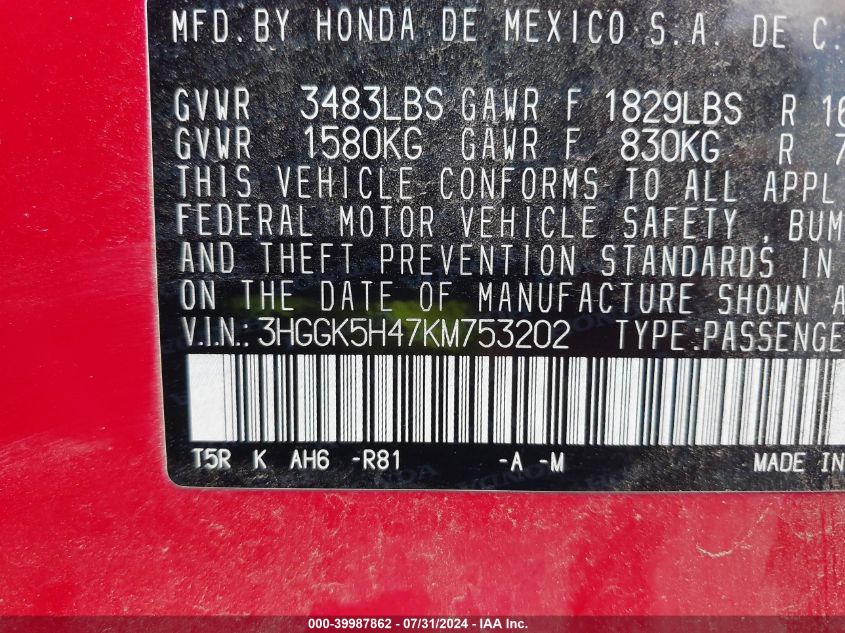 MFD. BY HONDA DE MEXICO S.A. DE C.
GVWR 3483LBS GAWR F 1829LBS R 16
GVWR 1580KG GAWR F 830KG R 7
THIS VEHICLE CONFORMS TO ALL APPL
FEDERAL MOTOR VEHICLE SAFETY, BUM
AND THEFT PREVENTION STANDARDS IN
ON THE DATE OF MANUFACTURE SHOWN A
V.I.N.: 3HGGK5H47KM753202 TYPE:PASSENGE
T5R K AH6 -R81 -A -M MADE IN
000-39987862 - 07/31/2024 - IAA Inc.